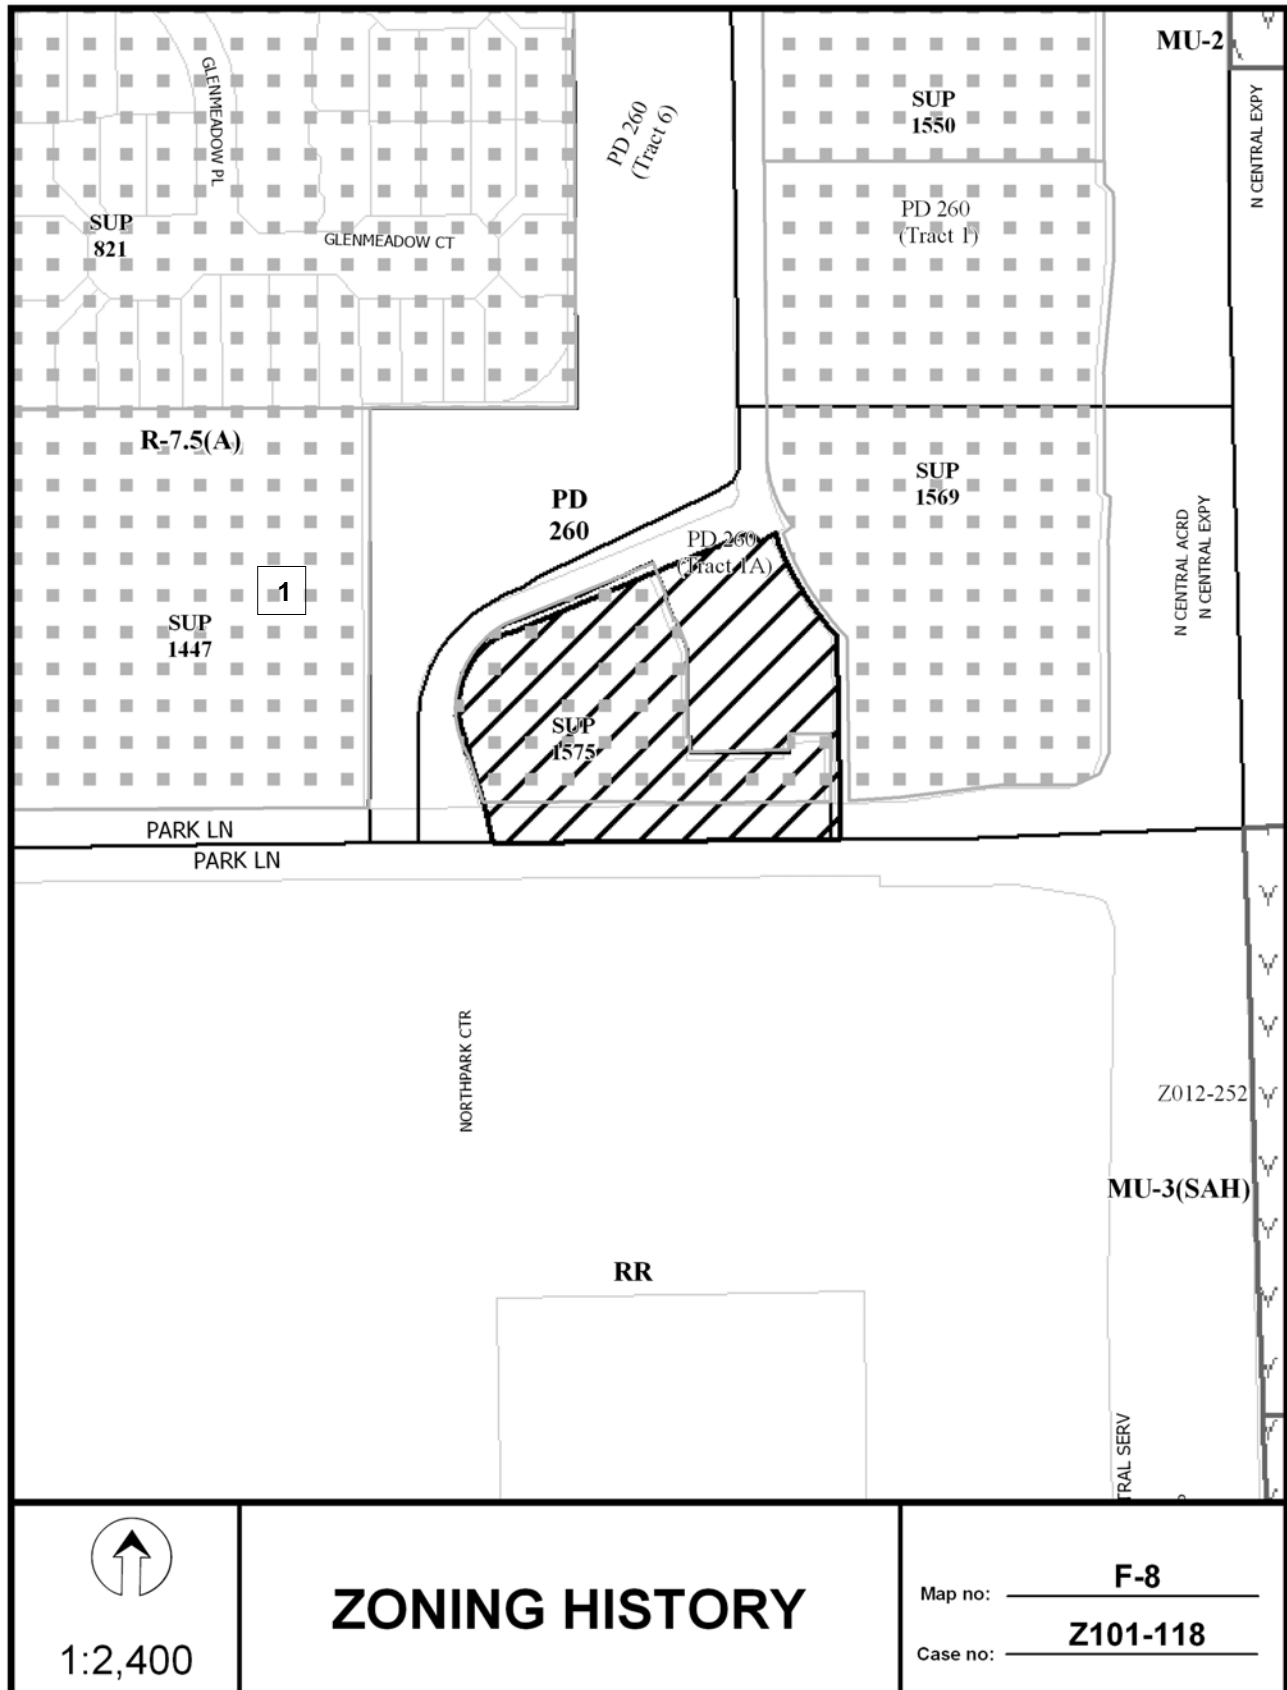 MU-2
GLENMEADOW PL
PD 260
(Tract 6)
SUP
1550
N CENTRAL EXPY
SUP
821
GLENMEADOW CT
PD 260
(Tract 1)
R-7.5(A)
PD
260
SUP
1569
N CENTRAL ACRD
N CENTRAL EXPY
PD 260
(Tract 1A)
1
SUP
1447
SUP
1575
PARK LN
PARK LN
NORTHPARK CTR
Z012-252
MU-3(SAH)
RR
TRAL SERV
1:2,400
ZONING HISTORY
Map no: F-8
Case no: Z101-118